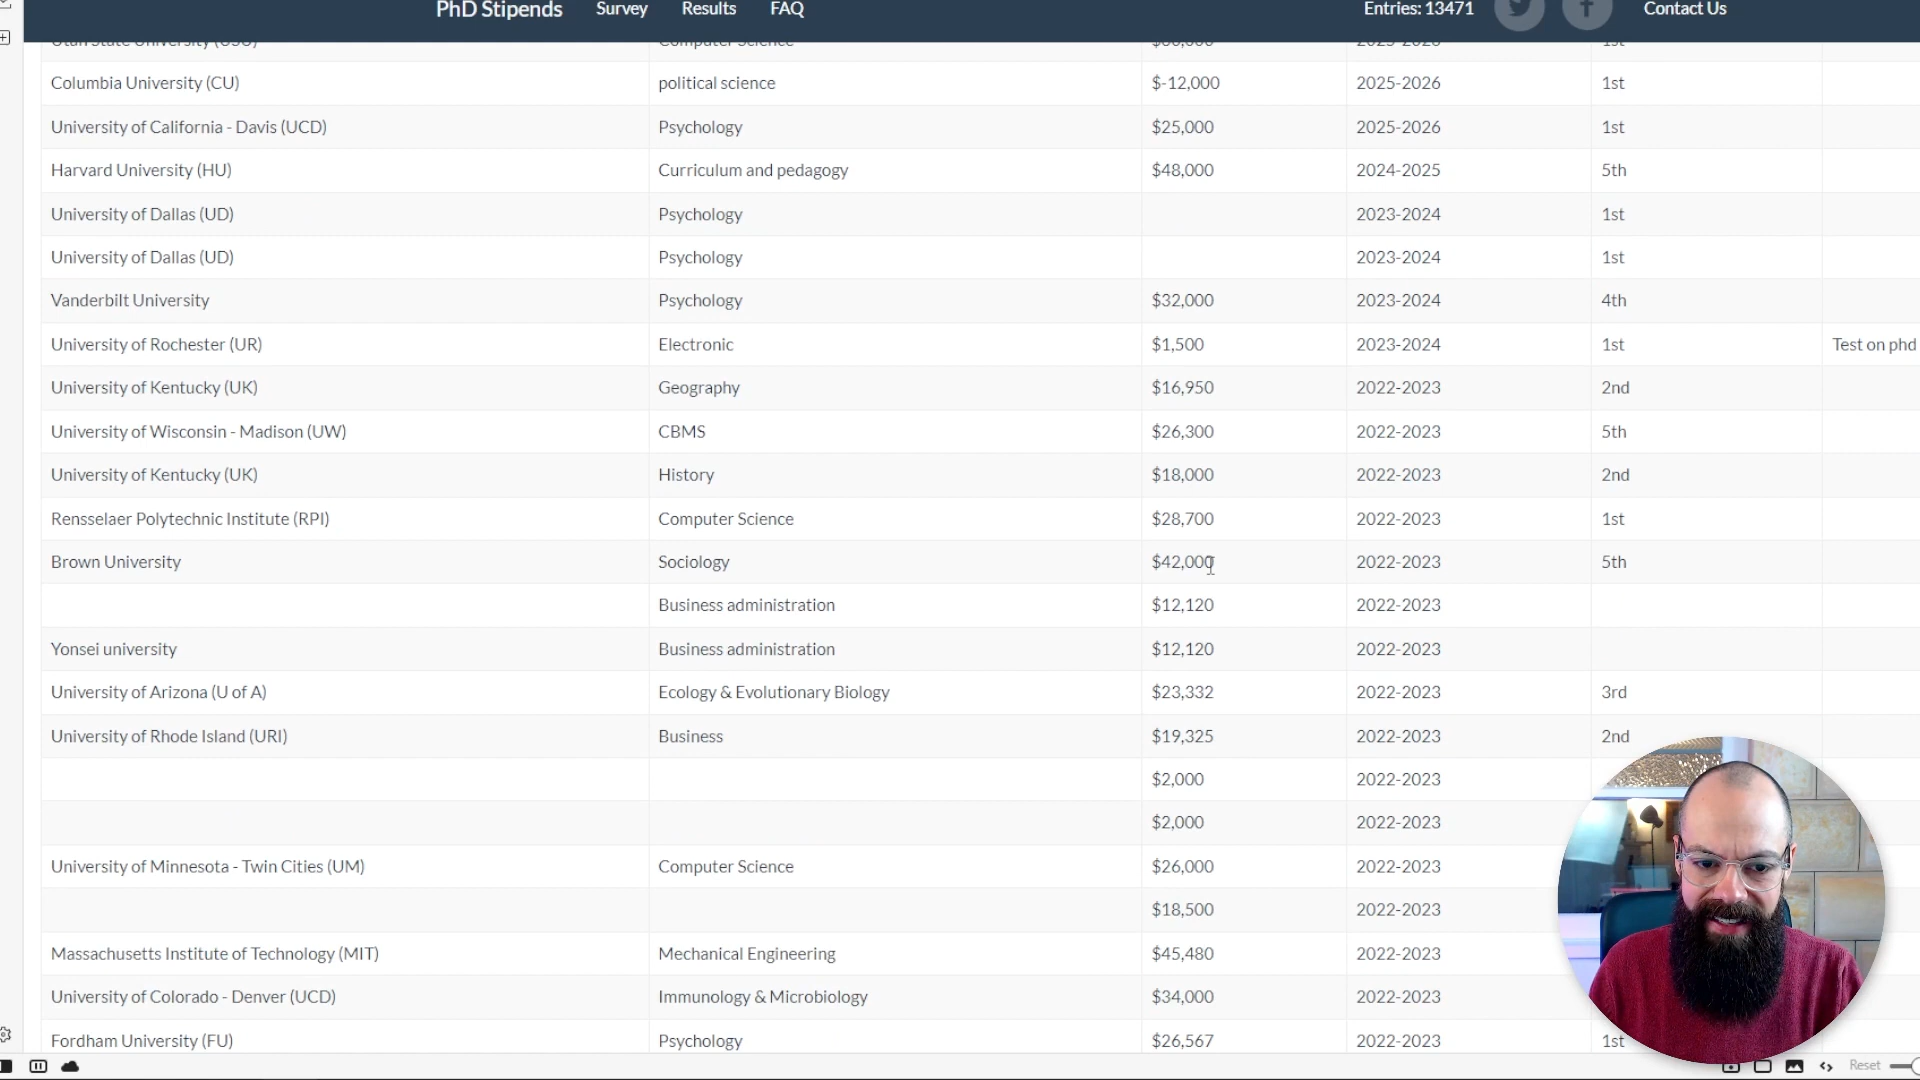 PhD Stipends Survey Results FAQ Entries: 13471 Contact Us
Utah State University (USU) Computer Science 2025-2026 1st
Columbia University (CU) political science $-12,000 2025-2026 1st
University of California - Davis (UCD) Psychology $25,000 2025-2026 1st
Harvard University (HU) Curriculum and pedagogy $48,000 2024-2025 5th
University of Dallas (UD) Psychology 2023-2024 1st
University of Dallas (UD) Psychology 2023-2024 1st
Vanderbilt University Psychology $32,000 2023-2024 4th
University of Rochester (UR) Electronic $1,500 2023-2024 1st Test on phd
University of Kentucky (UK) Geography $16,950 2022-2023 2nd
University of Wisconsin - Madison (UW) CBMS $26,300 2022-2023 5th
University of Kentucky (UK) History $18,000 2022-2023 2nd
Rensselaer Polytechnic Institute (RPI) Computer Science $28,700 2022-2023 1st
Brown University Sociology $42,000 2022-2023 5th
Business administration $12,120 2022-2023
Yonsei university Business administration $12,120 2022-2023
University of Arizona (U of A) Ecology & Evolutionary Biology $23,332 2022-2023 3rd
University of Rhode Island (URI) Business $19,325 2022-2023 2nd
$2,000 2022-2023
$2,000 2022-2023
University of Minnesota - Twin Cities (UM) Computer Science $26,000 2022-2023
$18,500 2022-2023
Massachusetts Institute of Technology (MIT) Mechanical Engineering $45,480 2022-2023
University of Colorado - Denver (UCD) Immunology & Microbiology $34,000 2022-2023
Fordham University (FU) Psychology $26,567 2022-2023 1st
Reset